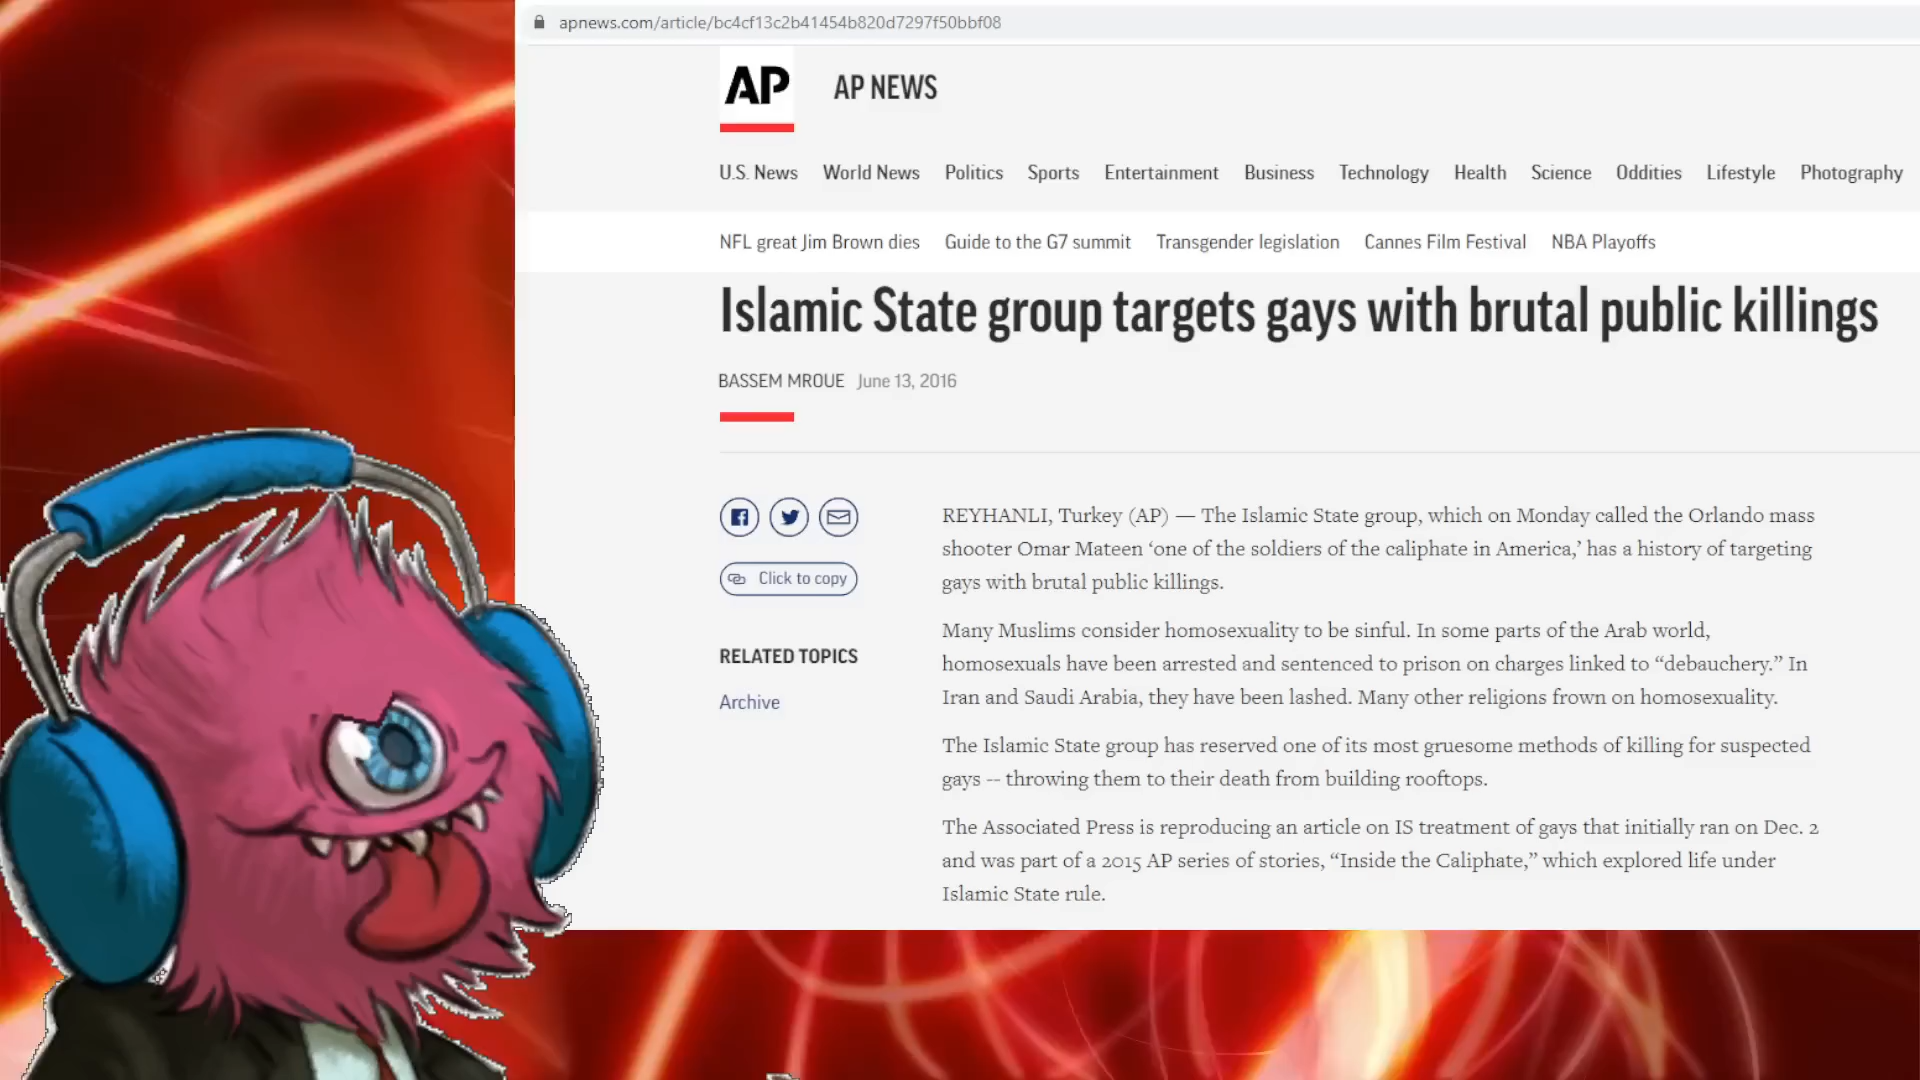 apnews.com/article/bc4cf13c2b41454b820d7297f50bbf08
AP AP NEWS
U.S. News World News Politics Sports Entertainment Business Technology Health Science Oddities Lifestyle Photography
NFL great Jim Brown dies Guide to the G7 summit Transgender legislation Cannes Film Festival NBA Playoffs
Islamic State group targets gays with brutal public killings
BASSEM MROUE June 13, 2016
Click to copy
RELATED TOPICS
Archive
REYHANLI, Turkey (AP) — The Islamic State group, which on Monday called the Orlando mass
shooter Omar Mateen ‘one of the soldiers of the caliphate in America,’ has a history of targeting
gays with brutal public killings.
Many Muslims consider homosexuality to be sinful. In some parts of the Arab world,
homosexuals have been arrested and sentenced to prison on charges linked to “debauchery.” In
Iran and Saudi Arabia, they have been lashed. Many other religions frown on homosexuality.
The Islamic State group has reserved one of its most gruesome methods of killing for suspected
gays -- throwing them to their death from building rooftops.
The Associated Press is reproducing an article on IS treatment of gays that initially ran on Dec. 2
and was part of a 2015 AP series of stories, “Inside the Caliphate,” which explored life under
Islamic State rule.